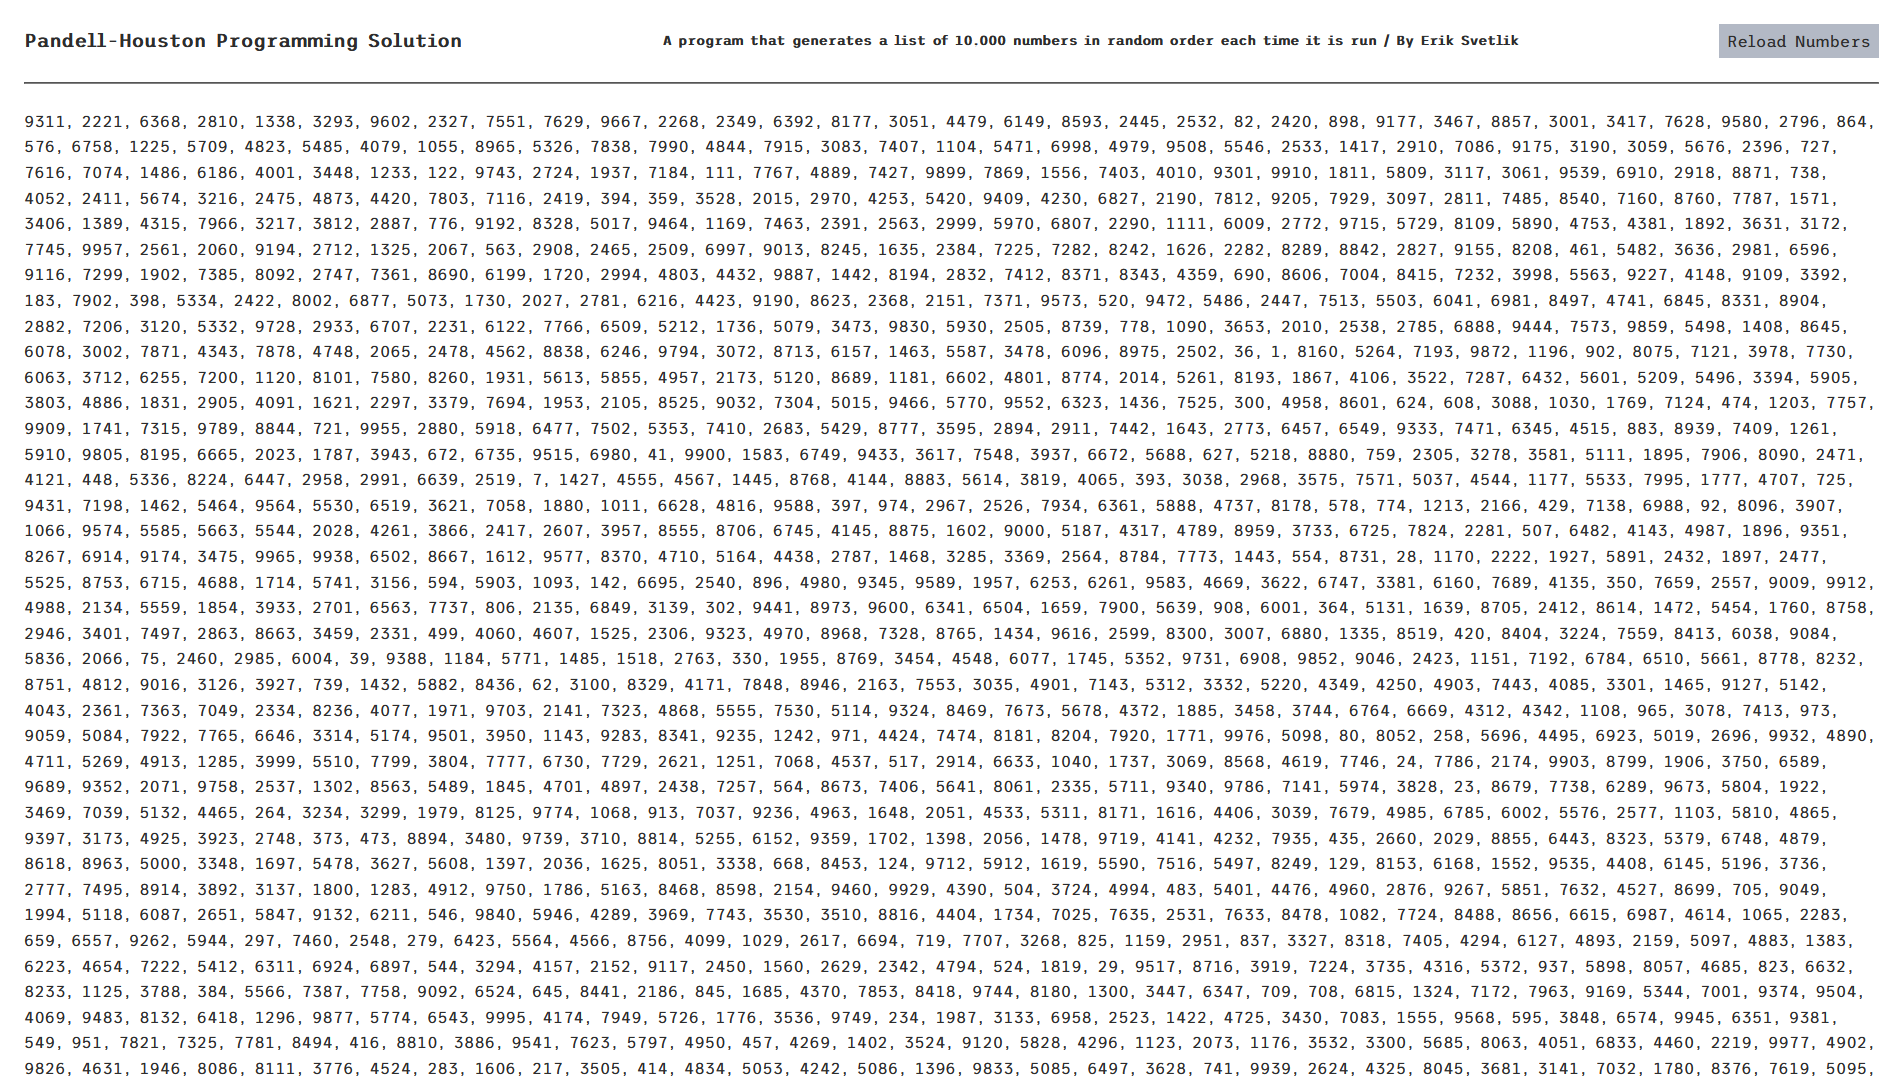 Pandell-Houston Programming Solution
A program that generates a list of 10.000 numbers in random order each time it is run / By Erik Svetlik
Reload Numbers
9311, 2221, 6368, 2810, 1338, 3293, 9602, 2327, 7551, 7629, 9667, 2268, 2349, 6392, 8177, 3051, 4479, 6149, 8593, 2445, 2532, 82, 2420, 898, 9177, 3467, 8857, 3001, 3417, 7628, 9580, 2796, 864,
576, 6758, 1225, 5709, 4823, 5485, 4079, 1055, 8965, 5326, 7838, 7990, 4844, 7915, 3083, 7407, 1104, 5471, 6998, 4979, 9508, 5546, 2533, 1417, 2910, 7086, 9175, 3190, 3059, 5676, 2396, 727,
7616, 7074, 1486, 6186, 4001, 3448, 1233, 122, 9743, 2724, 1937, 7184, 111, 7767, 4889, 7427, 9899, 7869, 1556, 7403, 4010, 9301, 9910, 1811, 5809, 3117, 3061, 9539, 6910, 2918, 8871, 738,
4052, 2411, 5674, 3216, 2475, 4873, 4420, 7803, 7116, 2419, 394, 359, 3528, 2015, 2970, 4253, 5420, 9409, 4230, 6827, 2190, 7812, 9205, 7929, 3097, 2811, 7485, 8540, 7160, 8760, 7787, 1571,
3406, 1389, 4315, 7966, 3217, 3812, 2887, 776, 9192, 8328, 5017, 9464, 1169, 7463, 2391, 2563, 2999, 5970, 6807, 2290, 1111, 6009, 2772, 9715, 5729, 8109, 5890, 4753, 4381, 1892, 3631, 3172,
7745, 9957, 2561, 2060, 9194, 2712, 1325, 2067, 563, 2908, 2465, 2509, 6997, 9013, 8245, 1635, 2384, 7225, 7282, 8242, 1626, 2282, 8289, 8842, 2827, 9155, 8208, 461, 5482, 3636, 2981, 6596,
9116, 7299, 1902, 7385, 8092, 2747, 7361, 8690, 6199, 1720, 2994, 4803, 4432, 9887, 1442, 8194, 2832, 7412, 8371, 8343, 4359, 690, 8606, 7004, 8415, 7232, 3998, 5563, 9227, 4148, 9109, 3392,
183, 7902, 398, 5334, 2422, 8002, 6877, 5073, 1730, 2027, 2781, 6216, 4423, 9190, 8623, 2368, 2151, 7371, 9573, 520, 9472, 5486, 2447, 7513, 5503, 6041, 6981, 8497, 4741, 6845, 8331, 8904,
2882, 7206, 3120, 5332, 9728, 2933, 6707, 2231, 6122, 7766, 6509, 5212, 1736, 5079, 3473, 9830, 5930, 2505, 8739, 778, 1090, 3653, 2010, 2538, 2785, 6888, 9444, 7573, 9859, 5498, 1408, 8645,
6078, 3002, 7871, 4343, 7878, 4748, 2065, 2478, 4562, 8838, 6246, 9794, 3072, 8713, 6157, 1463, 5587, 3478, 6096, 8975, 2502, 36, 1, 8160, 5264, 7193, 9872, 1196, 902, 8075, 7121, 3978, 7730,
6063, 3712, 6255, 7200, 1120, 8101, 7580, 8260, 1931, 5613, 5855, 4957, 2173, 5120, 8689, 1181, 6602, 4801, 8774, 2014, 5261, 8193, 1867, 4106, 3522, 7287, 6432, 5601, 5209, 5496, 3394, 5905,
3803, 4886, 1831, 2905, 4091, 1621, 2297, 3379, 7694, 1953, 2105, 8525, 9032, 7304, 5015, 9466, 5770, 9552, 6323, 1436, 7525, 300, 4958, 8601, 624, 608, 3088, 1030, 1769, 7124, 474, 1203, 7757,
9909, 1741, 7315, 9789, 8844, 721, 9955, 2880, 5918, 6477, 7502, 5353, 7410, 2683, 5429, 8777, 3595, 2894, 2911, 7442, 1643, 2773, 6457, 6549, 9333, 7471, 6345, 4515, 883, 8939, 7409, 1261,
5910, 9805, 8195, 6665, 2023, 1787, 3943, 672, 6735, 9515, 6980, 41, 9900, 1583, 6749, 9433, 3617, 7548, 3937, 6672, 5688, 627, 5218, 8880, 759, 2305, 3278, 3581, 5111, 1895, 7906, 8090, 2471,
4121, 448, 5336, 8224, 6447, 2958, 2991, 6639, 2519, 7, 1427, 4555, 4567, 1445, 8768, 4144, 8883, 5614, 3819, 4065, 393, 3038, 2968, 3575, 7571, 5037, 4544, 1177, 5533, 7995, 1777, 4707, 725,
9431, 7198, 1462, 5464, 9564, 5530, 6519, 3621, 7058, 1880, 1011, 6628, 4816, 9588, 397, 974, 2967, 2526, 7934, 6361, 5888, 4737, 8178, 578, 774, 1213, 2166, 429, 7138, 6988, 92, 8096, 3907,
1066, 9574, 5585, 5663, 5544, 2028, 4261, 3866, 2417, 2607, 3957, 8555, 8706, 6745, 4145, 8875, 1602, 9000, 5187, 4317, 4789, 8959, 3733, 6725, 7824, 2281, 507, 6482, 4143, 4987, 1896, 9351,
8267, 6914, 9174, 3475, 9965, 9938, 6502, 8667, 1612, 9577, 8370, 4710, 5164, 4438, 2787, 1468, 3285, 3369, 2564, 8784, 7773, 1443, 554, 8731, 28, 1170, 2222, 1927, 5891, 2432, 1897, 2477,
5525, 8753, 6715, 4688, 1714, 5741, 3156, 594, 5903, 1093, 142, 6695, 2540, 896, 4980, 9345, 9589, 1957, 6253, 6261, 9583, 4669, 3622, 6747, 3381, 6160, 7689, 4135, 350, 7659, 2557, 9009, 9912,
4988, 2134, 5559, 1854, 3933, 2701, 6563, 7737, 806, 2135, 6849, 3139, 302, 9441, 8973, 9600, 6341, 6504, 1659, 7900, 5639, 908, 6001, 364, 5131, 1639, 8705, 2412, 8614, 1472, 5454, 1760, 8758,
2946, 3401, 7497, 2863, 8663, 3459, 2331, 499, 4060, 4607, 1525, 2306, 9323, 4970, 8968, 7328, 8765, 1434, 9616, 2599, 8300, 3007, 6880, 1335, 8519, 420, 8404, 3224, 7559, 8413, 6038, 9084,
5836, 2066, 75, 2460, 2985, 6004, 39, 9388, 1184, 5771, 1485, 1518, 2763, 330, 1955, 8769, 3454, 4548, 6077, 1745, 5352, 9731, 6908, 9852, 9046, 2423, 1151, 7192, 6784, 6510, 5661, 8778, 8232,
8751, 4812, 9016, 3126, 3927, 739, 1432, 5882, 8436, 62, 3100, 8329, 4171, 7848, 8946, 2163, 7553, 3035, 4901, 7143, 5312, 3332, 5220, 4349, 4250, 4903, 7443, 4085, 3301, 1465, 9127, 5142,
4043, 2361, 7363, 7049, 2334, 8236, 4077, 1971, 9703, 2141, 7323, 4868, 5555, 7530, 5114, 9324, 8469, 7673, 5678, 4372, 1885, 3458, 3744, 6764, 6669, 4312, 4342, 1108, 965, 3078, 7413, 973,
9059, 5084, 7922, 7765, 6646, 3314, 5174, 9501, 3950, 1143, 9283, 8341, 9235, 1242, 971, 4424, 7474, 8181, 8204, 7920, 1771, 9976, 5098, 80, 8052, 258, 5696, 4495, 6923, 5019, 2696, 9932, 4890,
4711, 5269, 4913, 1285, 3999, 5510, 7799, 3804, 7777, 6730, 7729, 2621, 1251, 7068, 4537, 517, 2914, 6633, 1040, 1737, 3069, 8568, 4619, 7746, 24, 7786, 2174, 9903, 8799, 1906, 3750, 6589,
9689, 9352, 2071, 9758, 2537, 1302, 8563, 5489, 1845, 4701, 4897, 2438, 7257, 564, 8673, 7406, 5641, 8061, 2335, 5711, 9340, 9786, 7141, 5974, 3828, 23, 8679, 7738, 6289, 9673, 5804, 1922,
3469, 7039, 5132, 4465, 264, 3234, 3299, 1979, 8125, 9774, 1068, 913, 7037, 9236, 4963, 1648, 2051, 4533, 5311, 8171, 1616, 4406, 3039, 7679, 4985, 6785, 6002, 5576, 2577, 1103, 5810, 4865,
9397, 3173, 4925, 3923, 2748, 373, 473, 8894, 3480, 9739, 3710, 8814, 5255, 6152, 9359, 1702, 1398, 2056, 1478, 9719, 4141, 4232, 7935, 435, 2660, 2029, 8855, 6443, 8323, 5379, 6748, 4879,
8618, 8963, 5000, 3348, 1697, 5478, 3627, 5608, 1397, 2036, 1625, 8051, 3338, 668, 8453, 124, 9712, 5912, 1619, 5590, 7516, 5497, 8249, 129, 8153, 6168, 1552, 9535, 4408, 6145, 5196, 3736,
2777, 7495, 8914, 3892, 3137, 1800, 1283, 4912, 9750, 1786, 5163, 8468, 8598, 2154, 9460, 9929, 4390, 504, 3724, 4994, 483, 5401, 4476, 4960, 2876, 9267, 5851, 7632, 4527, 8699, 705, 9049,
1994, 5118, 6087, 2651, 5847, 9132, 6211, 546, 9840, 5946, 4289, 3969, 7743, 3530, 3510, 8816, 4404, 1734, 7025, 7635, 2531, 7633, 8478, 1082, 7724, 8488, 8656, 6615, 6987, 4614, 1065, 2283,
659, 6557, 9262, 5944, 297, 7460, 2548, 279, 6423, 5564, 4566, 8756, 4099, 1029, 2617, 6694, 719, 7707, 3268, 825, 1159, 2951, 837, 3327, 8318, 7405, 4294, 6127, 4893, 2159, 5097, 4883, 1383,
6223, 4654, 7222, 5412, 6311, 6924, 6897, 544, 3294, 4157, 2152, 9117, 2450, 1560, 2629, 2342, 4794, 524, 1819, 29, 9517, 8716, 3919, 7224, 3735, 4316, 5372, 937, 5898, 8057, 4685, 823, 6632,
8233, 1125, 3788, 384, 5566, 7387, 7758, 9092, 6524, 645, 8441, 2186, 845, 1685, 4370, 7853, 8418, 9744, 8180, 1300, 3447, 6347, 709, 708, 6815, 1324, 7172, 7963, 9169, 5344, 7001, 9374, 9504,
4069, 9483, 8132, 6418, 1296, 9877, 5774, 6543, 9995, 4174, 7949, 5726, 1776, 3536, 9749, 234, 1987, 3133, 6958, 2523, 1422, 4725, 3430, 7083, 1555, 9568, 595, 3848, 6574, 9945, 6351, 9381,
549, 951, 7821, 7325, 7781, 8494, 416, 8810, 3886, 9541, 7623, 5797, 4950, 457, 4269, 1402, 3524, 9120, 5828, 4296, 1123, 2073, 1176, 3532, 3300, 5685, 8063, 4051, 6833, 4460, 2219, 9977, 4902,
9826, 4631, 1946, 8086, 8111, 3776, 4524, 283, 1606, 217, 3505, 414, 4834, 5053, 4242, 5086, 1396, 9833, 5085, 6497, 3628, 741, 9939, 2624, 4325, 8045, 3681, 3141, 7032, 1780, 8376, 7619, 5095,